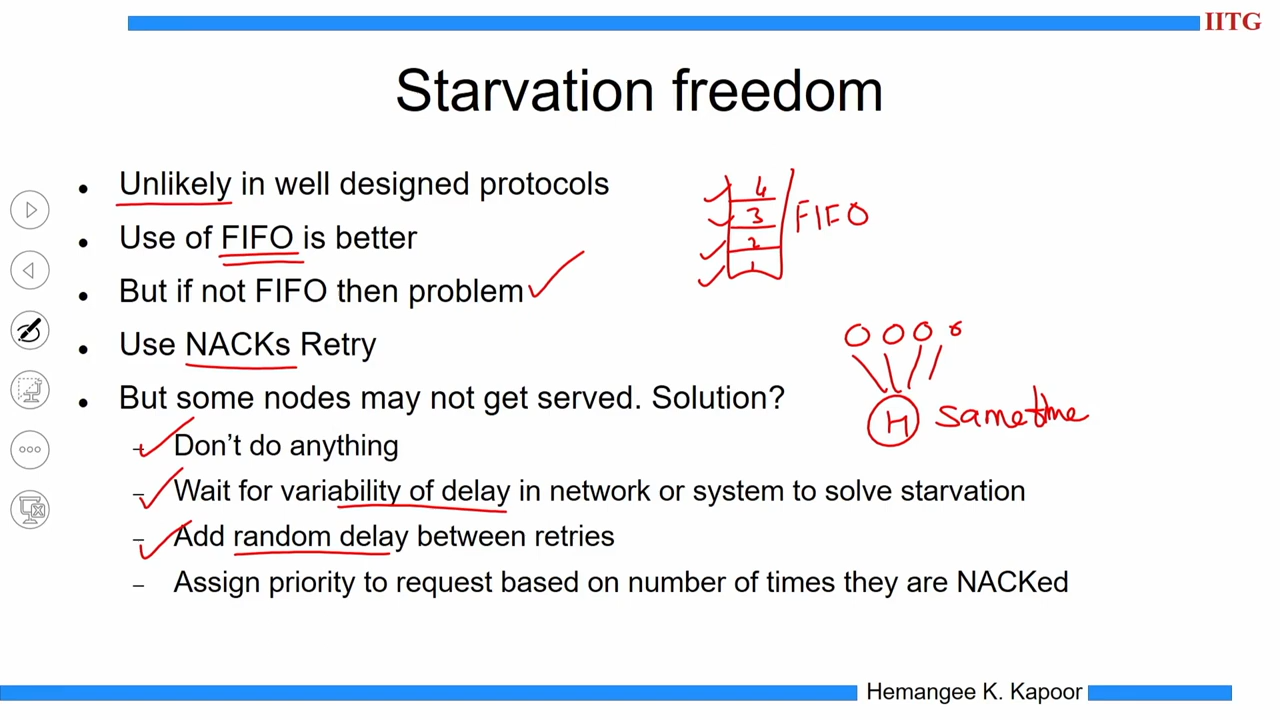 IITG
Starvation freedom
Unlikely in well designed protocols
Use of FIFO is better
But if not FIFO then problem
Use NACKs Retry
But some nodes may not get served. Solution?
Don't do anything
Wait for variability of delay in network or system to solve starvation
Add random delay between retries
Assign priority to request based on number of times they are NACKed
4
3
2
1
FIFO
H same time
Hemangee K. Kapoor